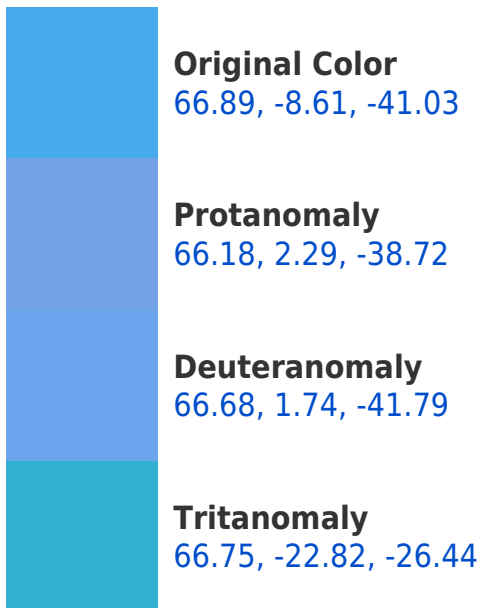 Original Color
66.89, -8.61, -41.03
Protanomaly
66.18, 2.29, -38.72
Deuteranomaly
66.68, 1.74, -41.79
Tritanomaly
66.75, -22.82, -26.44